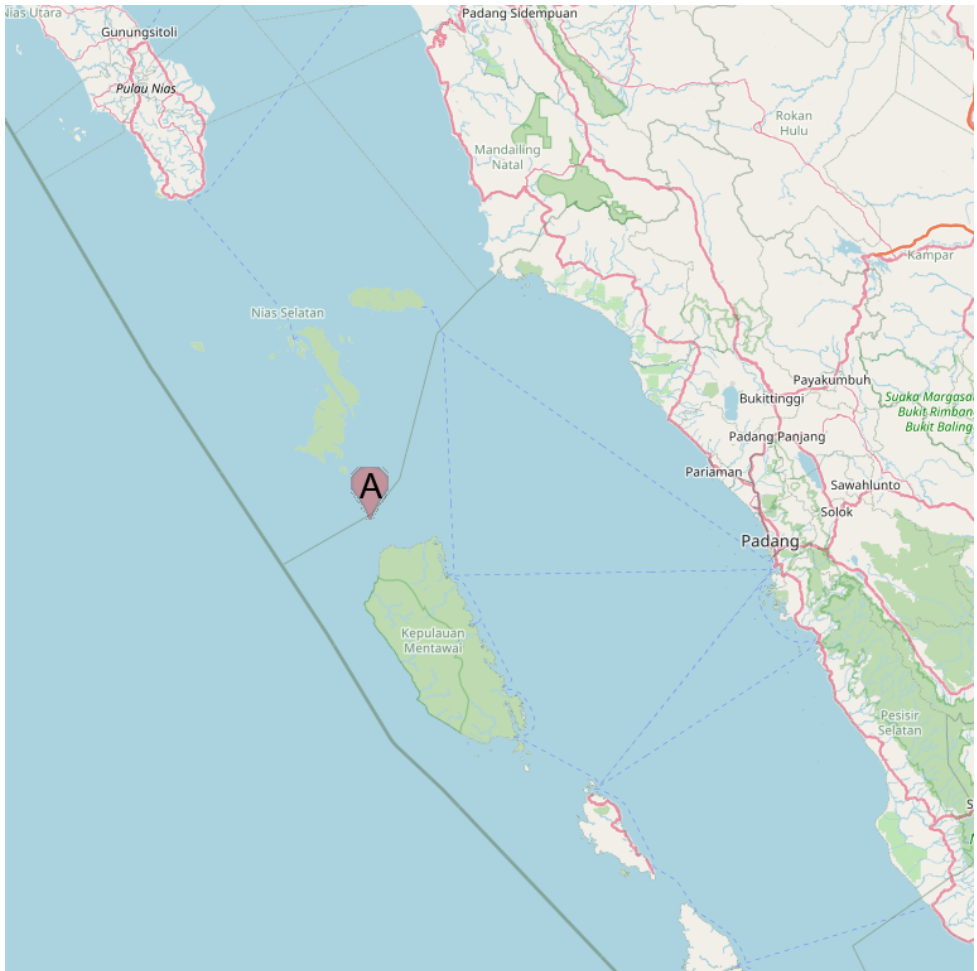 Nias Utara
Padang Sidempuan
Gunungsitoli
Pulau Nias
Rokan
Hulu
Mandailing
Natal
Kampar
Nias Selatan
Payakumbuh
Bukittinggi
Suaka Margasa
Bukit Rimbang
Bukit Baling
Padang Panjang
Pariaman
Sawahlunto
A
Solok
Padang
Kepulauan
Mentawai
Pesisir
Selatan